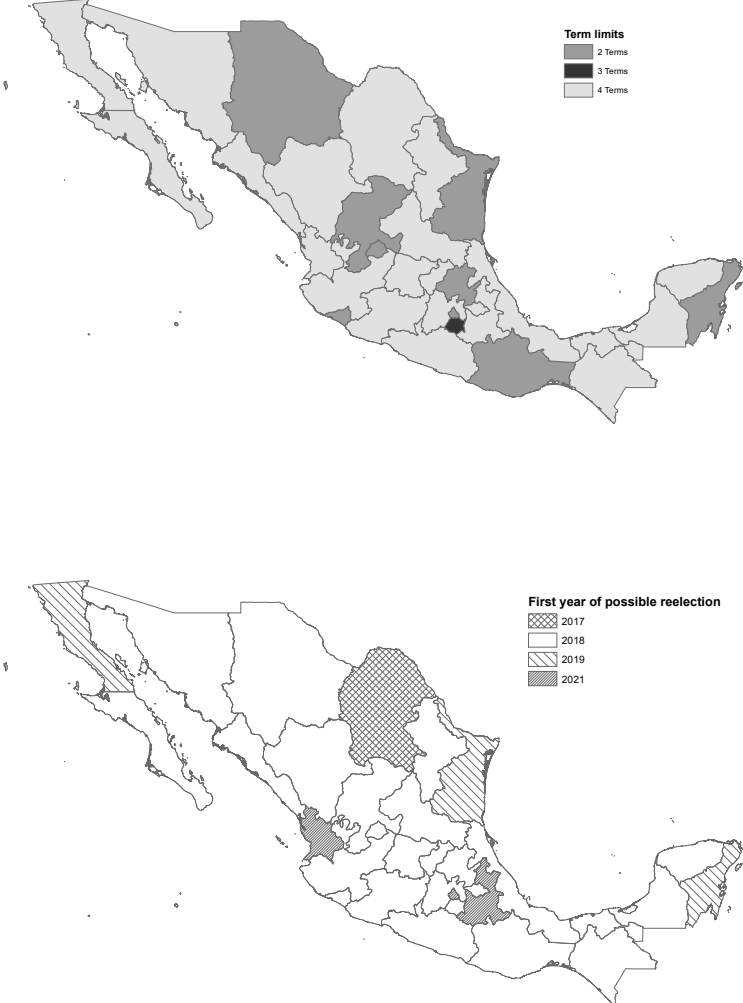 Term limits
2 Terms
3 Terms
4 Terms
First year of possible reelection
2017
2018
2019
2021